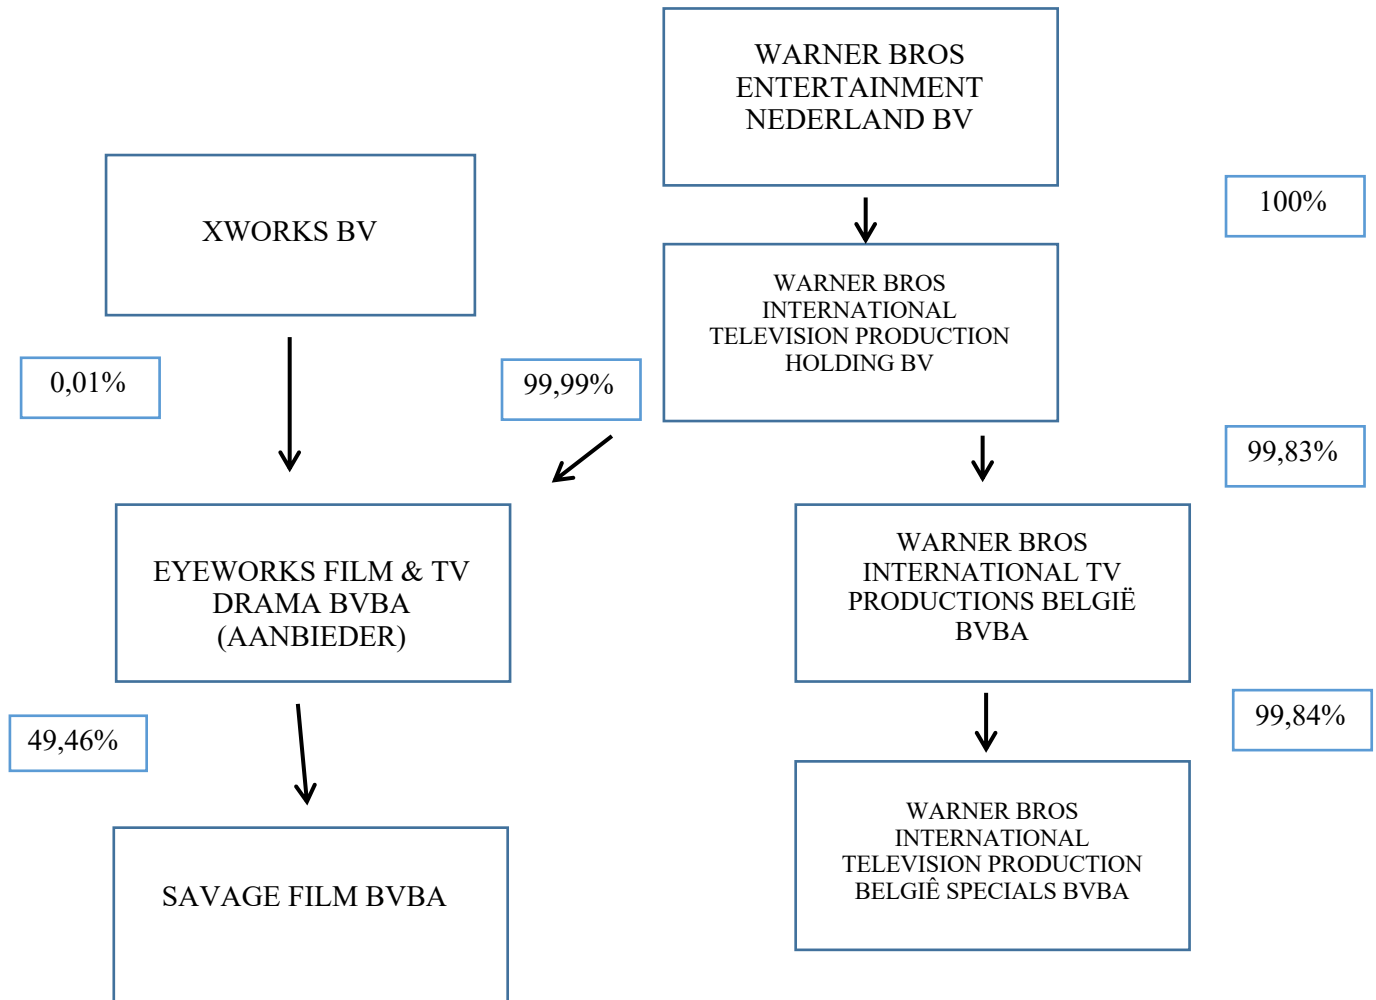 WARNER BROS
ENTERTAINMENT
NEDERLAND BV
XWORKS BV
100%
WARNER BROS
INTERNATIONAL
TELEVISION PRODUCTION
HOLDING BV
0,01%
99,99%
99,83%
EYEWORKS FILM & TV
DRAMA BVBA
(AANBIEDER)
WARNER BROS
INTERNATIONAL TV
PRODUCTIONS BELGIË
BVBA
49,46%
99,84%
SAVAGE FILM BVBA
WARNER BROS
INTERNATIONAL
TELEVISION PRODUCTION
BELGIÊ SPECIALS BVBA